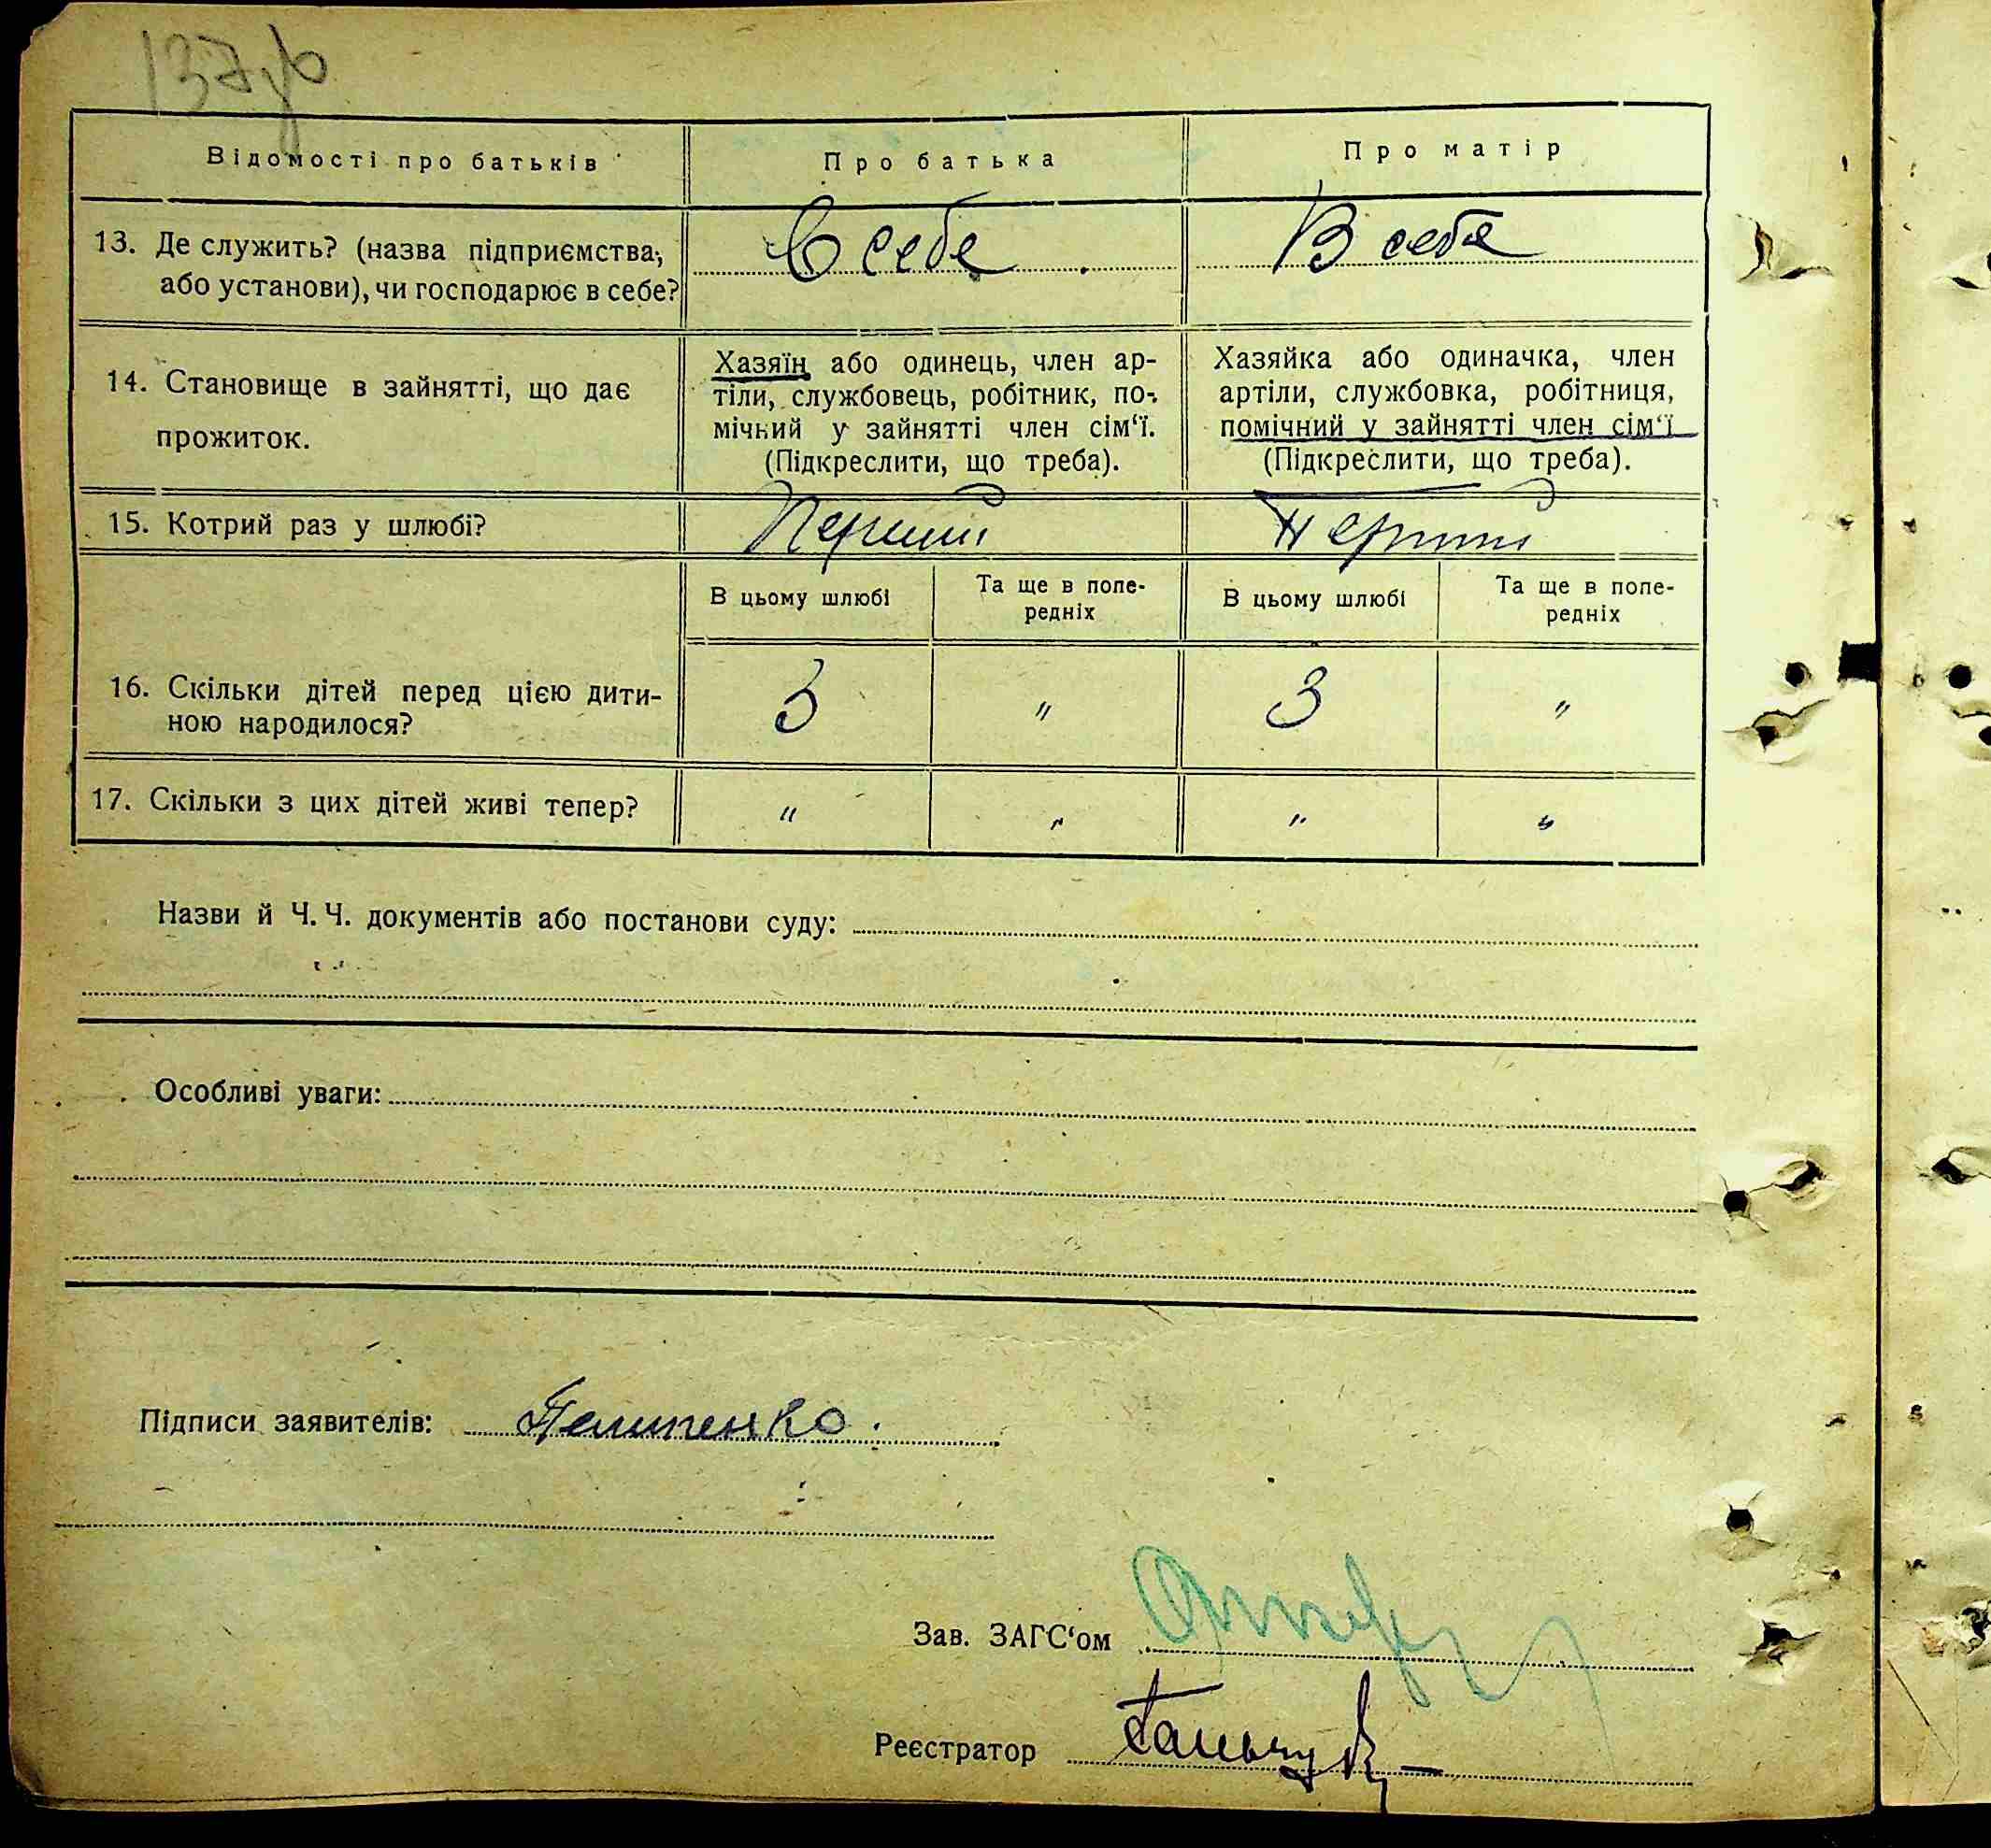 137
Відомості про батьків
Про батька
Про матір
13. Де служить? (назва підприємства,
або установи), чи господарює в себе?
В себе
В себе
14. Становище в зайнятті, що дає
прожиток.
Хазяїн або одинець, член ар-
тіли, службовець, робітник, по-
мічний у зайнятті член сім‘ї.
(Підкреслити, що треба).
Хазяйка або одиначка, член
артіли, службовка, робітниця,
помічний у зайнятті член сім‘ї
(Підкреслити, що треба).
15. Котрий раз у шлюбі?
Перший
Перший
В цьому шлюбі
Та ще в попе-
редніх
В цьому шлюбі
Та ще в попе-
редніх
16. Скільки дітей перед цією дити-
ною народилося?
3
"
3
"
17. Скільки з цих дітей живі тепер?
"
"
"
"
Назви й Ч. Ч. документів або постанови суду:
Особливі уваги:
Підписи заявителів:
Зав. ЗАГС‘ом
Реєстратор